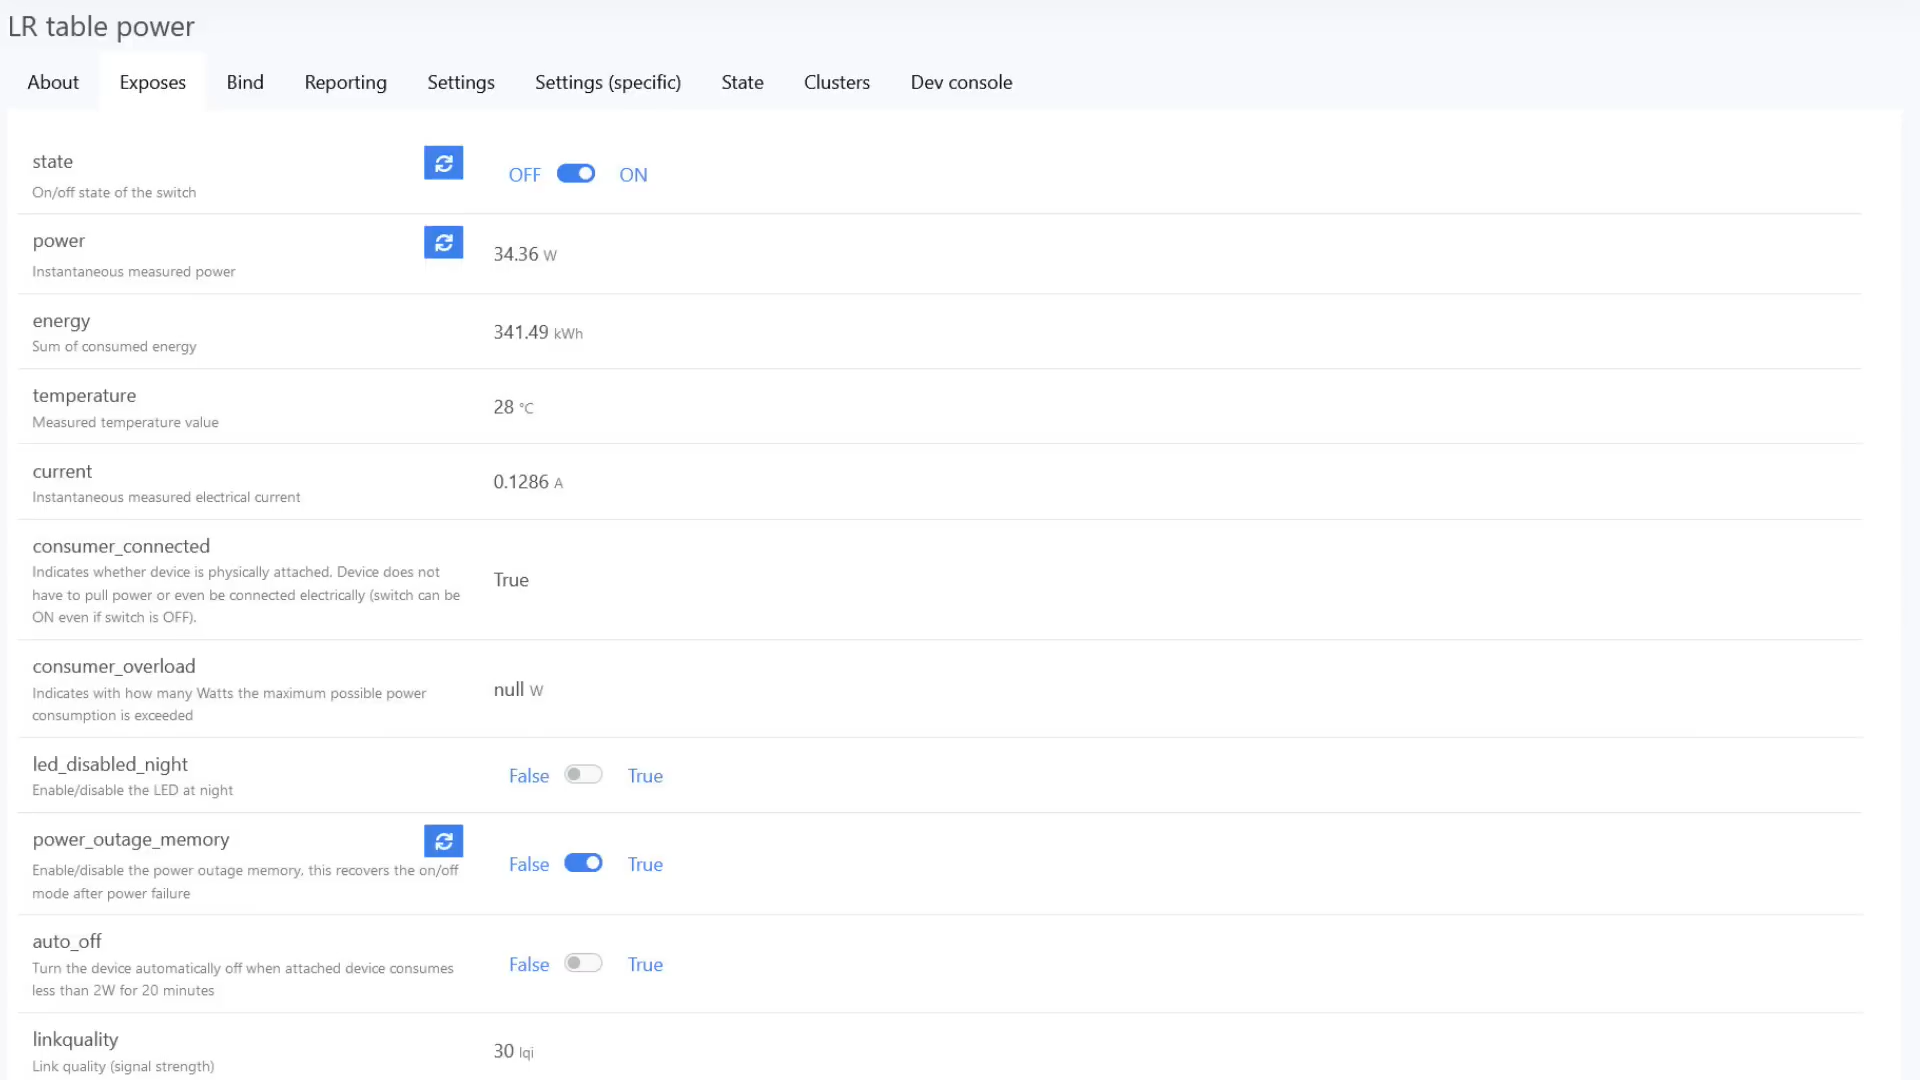 LR table power
About Exposes Bind Reporting Settings Settings (specific) State Clusters Dev console
state
On/off state of the switch
OFF ON
power
Instantaneous measured power
34.36 W
energy
Sum of consumed energy
341.49 kWh
temperature
Measured temperature value
28 °C
current
Instantaneous measured electrical current
0.1286 A
consumer_connected
Indicates whether device is physically attached. Device does not
have to pull power or even be connected electrically (switch can be
ON even if switch is OFF).
True
consumer_overload
Indicates with how many Watts the maximum possible power
consumption is exceeded
null W
led_disabled_night
Enable/disable the LED at night
False True
power_outage_memory
Enable/disable the power outage memory, this recovers the on/off
mode after power failure
False True
auto_off
Turn the device automatically off when attached device consumes
less than 2W for 20 minutes
False True
linkquality
Link quality (signal strength)
30 lqi